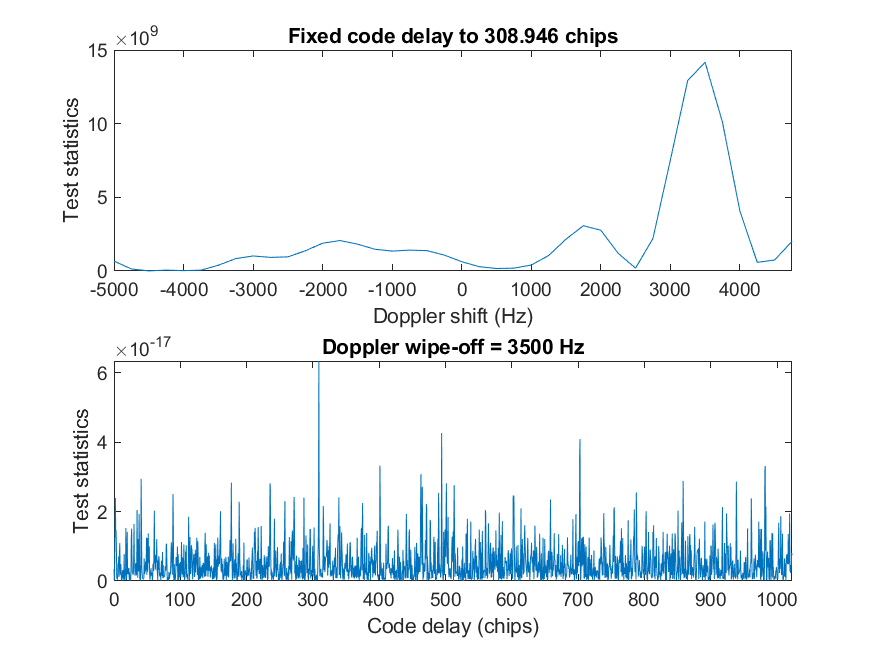 ×10^9
Fixed code delay to 308.946 chips
15
10
5
0
Test statistics
-5000 -4000 -3000 -2000 -1000 0 1000 2000 3000 4000
Doppler shift (Hz)
×10^-17
Doppler wipe-off = 3500 Hz
6
4
2
0
Test statistics
0 100 200 300 400 500 600 700 800 900 1000
Code delay (chips)